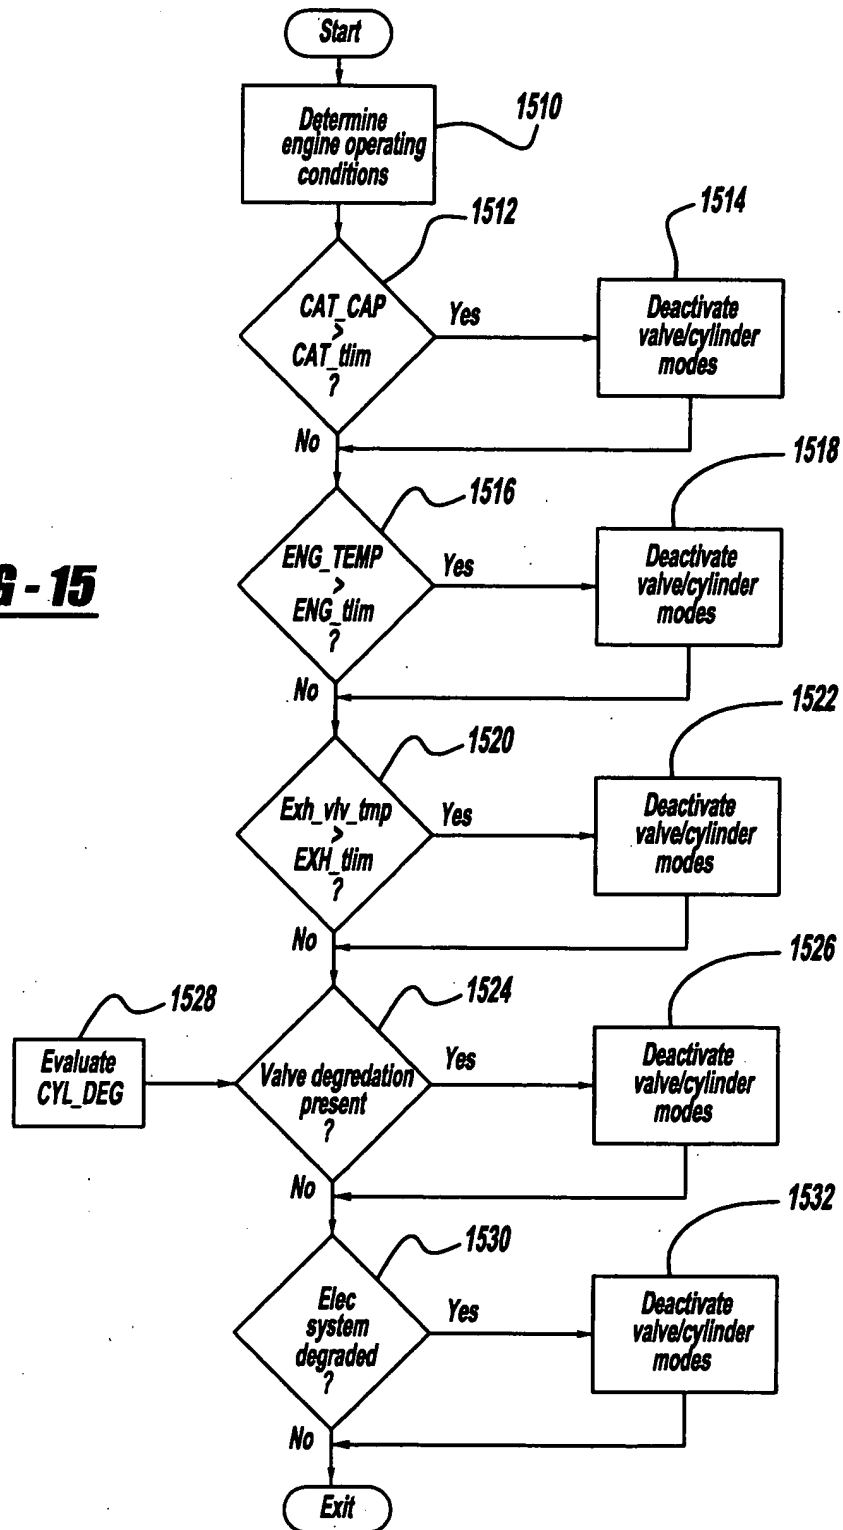 Start
Determine
engine operating
conditions
1510
1512
CAT_CAP
>
CAT_tlim
?
Yes
1514
Deactivate
valve/cylinder
modes
No
1516
ENG_TEMP
>
ENG_tlim
?
Yes
1518
Deactivate
valve/cylinder
modes
No
G - 15
1520
Exh_vlv_tmp
>
EXH_tlim
?
Yes
1522
Deactivate
valve/cylinder
modes
No
1528
Evaluate
CYL_DEG
1524
Valve degredation
present
?
Yes
1526
Deactivate
valve/cylinder
modes
No
1530
Elec
system
degraded
?
Yes
1532
Deactivate
valve/cylinder
modes
No
Exit